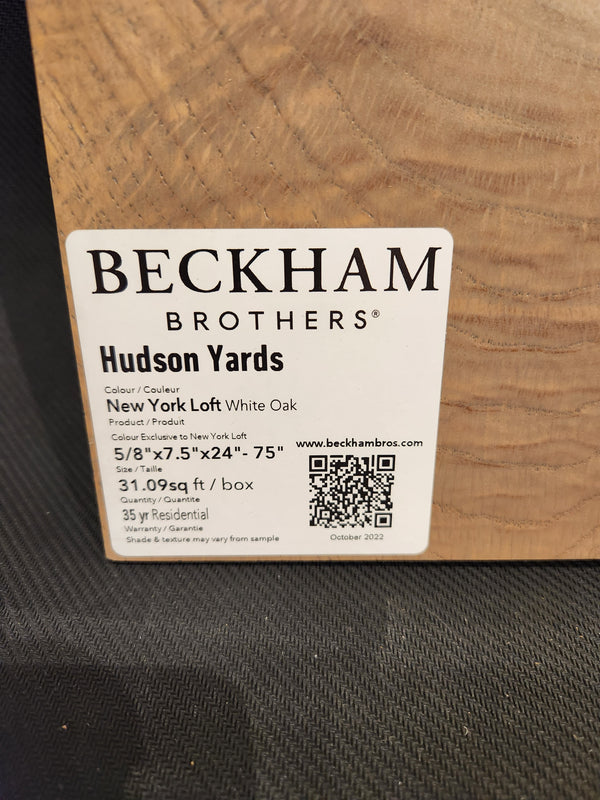 BECKHAM
BROTHERS®
Hudson Yards
Colour / Couleur
New York Loft White Oak
Product / Produit
Colour Exclusive to New York Loft
www.beckhambros.com
5/8"x7.5"x24"- 75"
Size / Taille
31.09sq ft / box
Quantity / Quantite
35 yr Residential
Warranty / Garantie
Shade & texture may vary from sample
October 2022